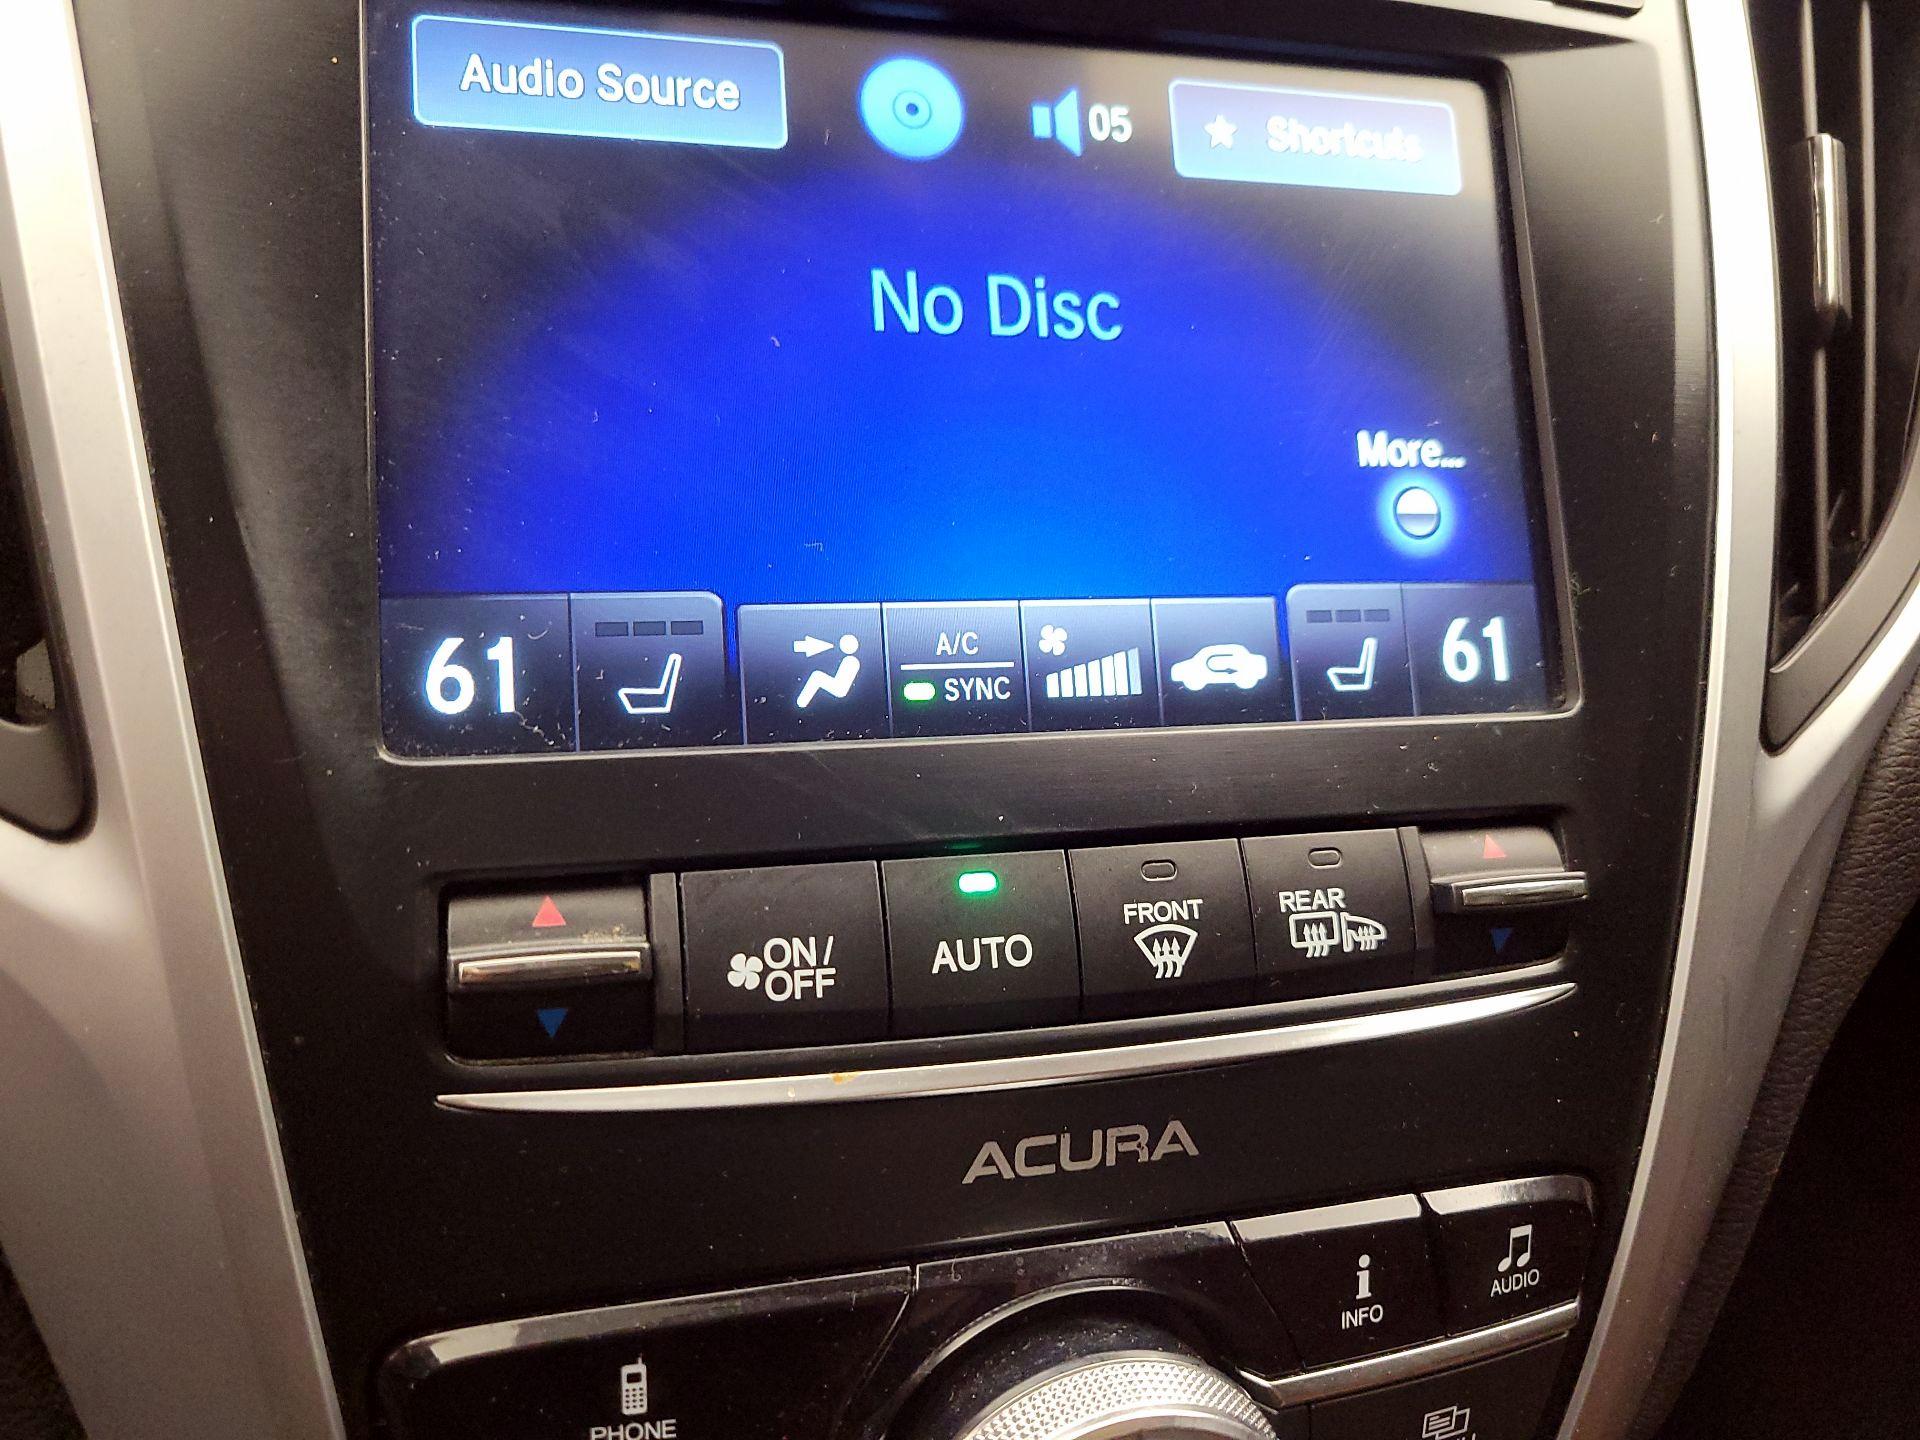 Audio Source
05
Shortcuts
No Disc
More...
61
A/C
SYNC
61
ON/
OFF
AUTO
FRONT
REAR
ACURA
INFO
AUDIO
PHONE